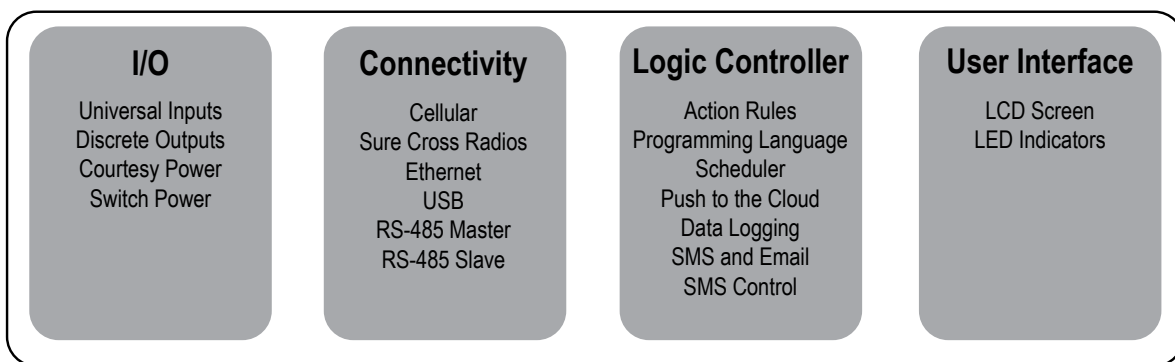 I/O
Universal Inputs
Discrete Outputs
Courtesy Power
Switch Power
Connectivity
Cellular
Sure Cross Radios
Ethernet
USB
RS-485 Master
RS-485 Slave
Logic Controller
Action Rules
Programming Language
Scheduler
Push to the Cloud
Data Logging
SMS and Email
SMS Control
User Interface
LCD Screen
LED Indicators